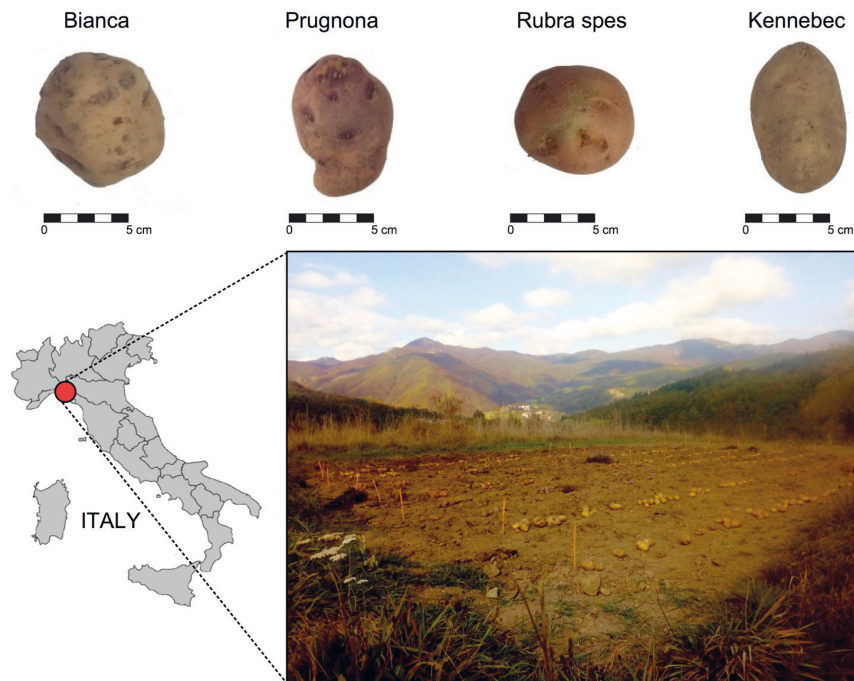 Bianca
Prugnona
Rubra spes
Kennebec
0 5 cm
0 5 cm
0 5 cm
0 5 cm
ITALY